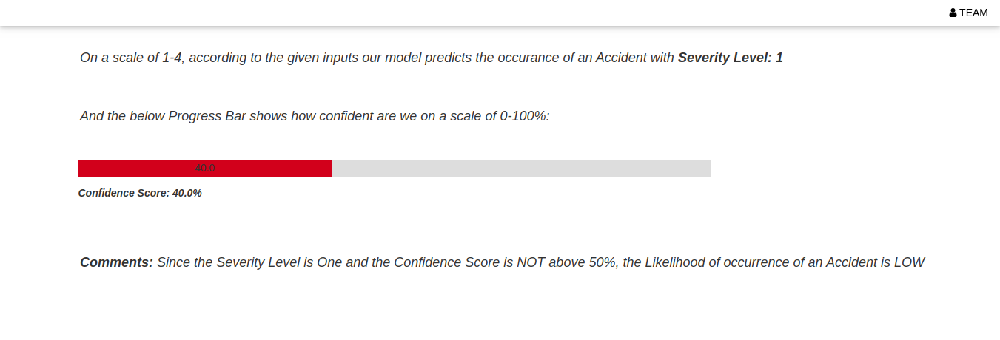 TEAM
On a scale of 1-4, according to the given inputs our model predicts the occurance of an Accident with Severity Level: 1
And the below Progress Bar shows how confident are we on a scale of 0-100%:
40.0
Confidence Score: 40.0%
Comments: Since the Severity Level is One and the Confidence Score is NOT above 50%, the Likelihood of occurrence of an Accident is LOW